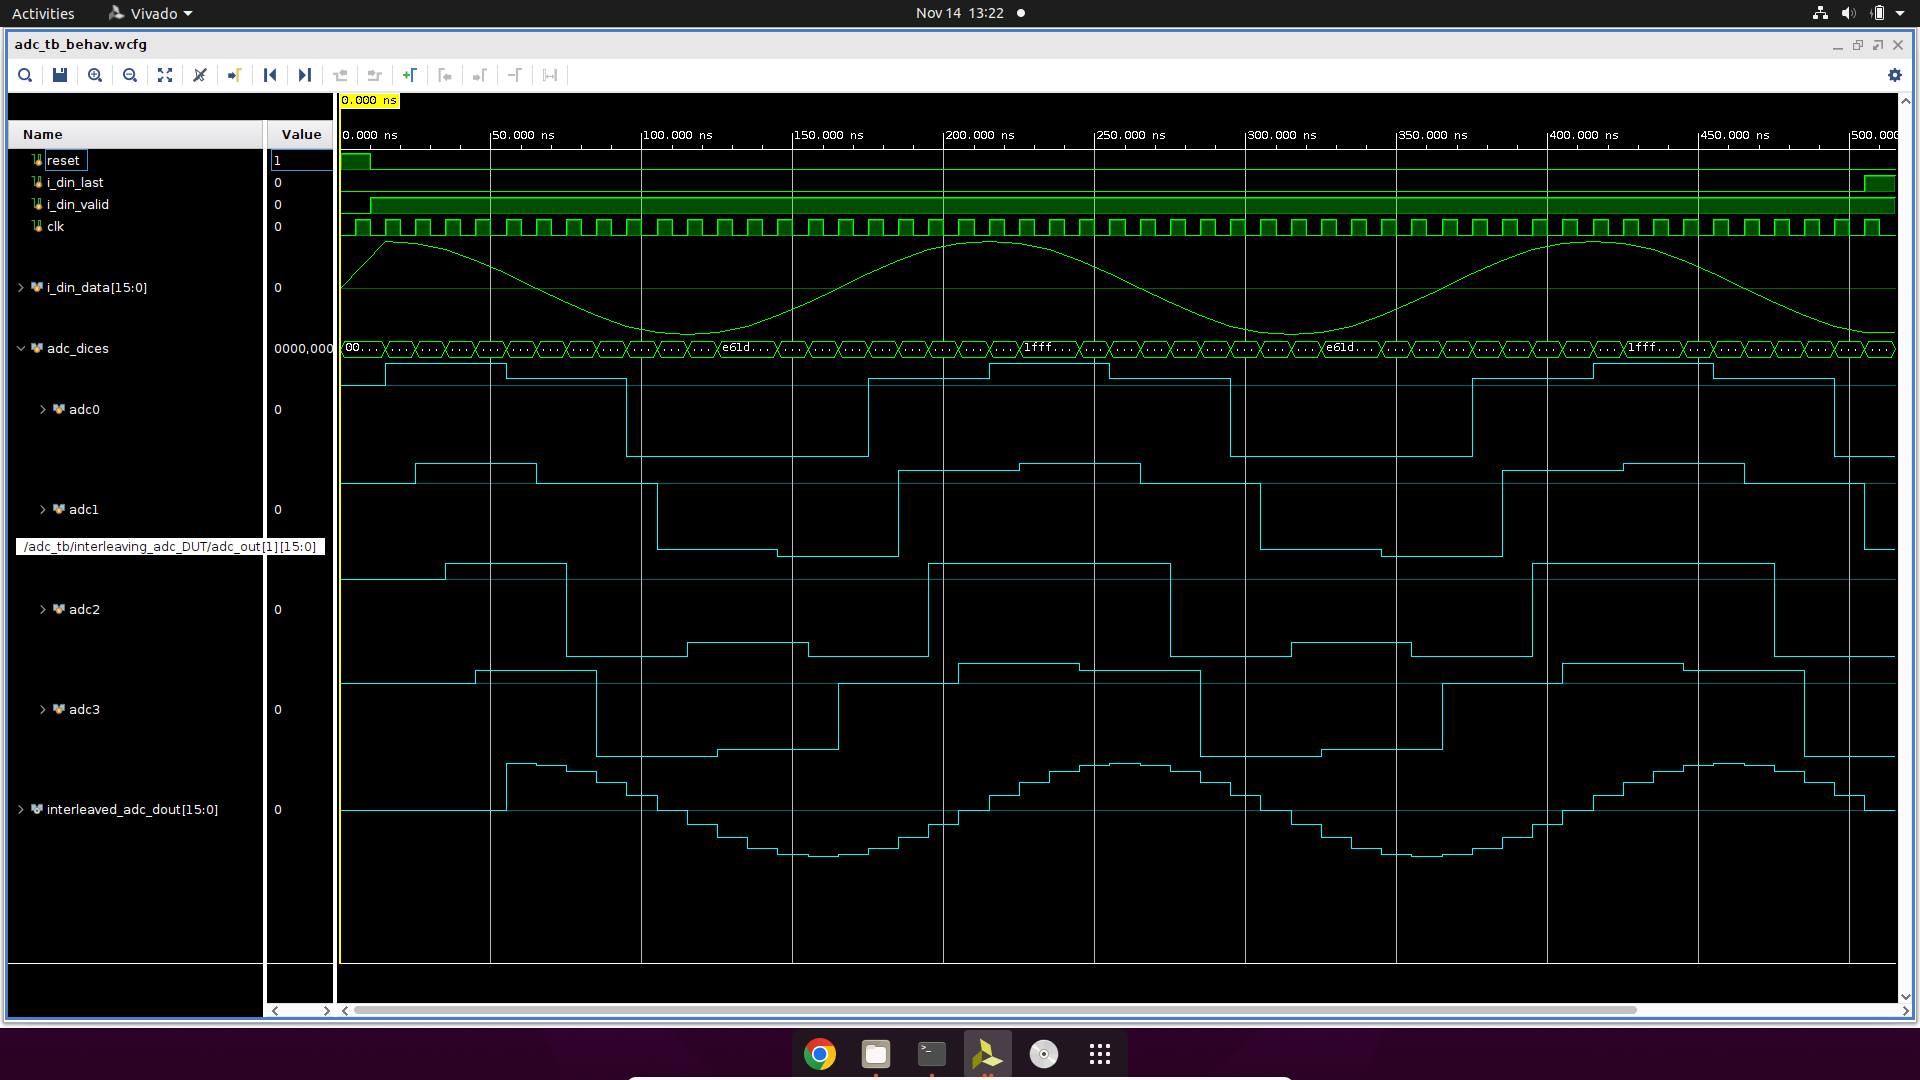 Activities Vivado Nov 14 13:22
adc_tb_behav.wcfg
0.000 ns
Name Value
0.000 ns 50.000 ns 100.000 ns 150.000 ns 200.000 ns 250.000 ns 300.000 ns 350.000 ns 400.000 ns 450.000 ns 500.000
reset 1
i_din_last 0
i_din_valid 0
clk 0
i_din_data[15:0] 0
adc_dices 0000,000 00... e61d... 1fff... e61d... 1fff...
adc0 0
adc1 0
/adc_tb/interleaving_adc_DUT/adc_out[1][15:0]
adc2 0
adc3 0
interleaved_adc_dout[15:0] 0